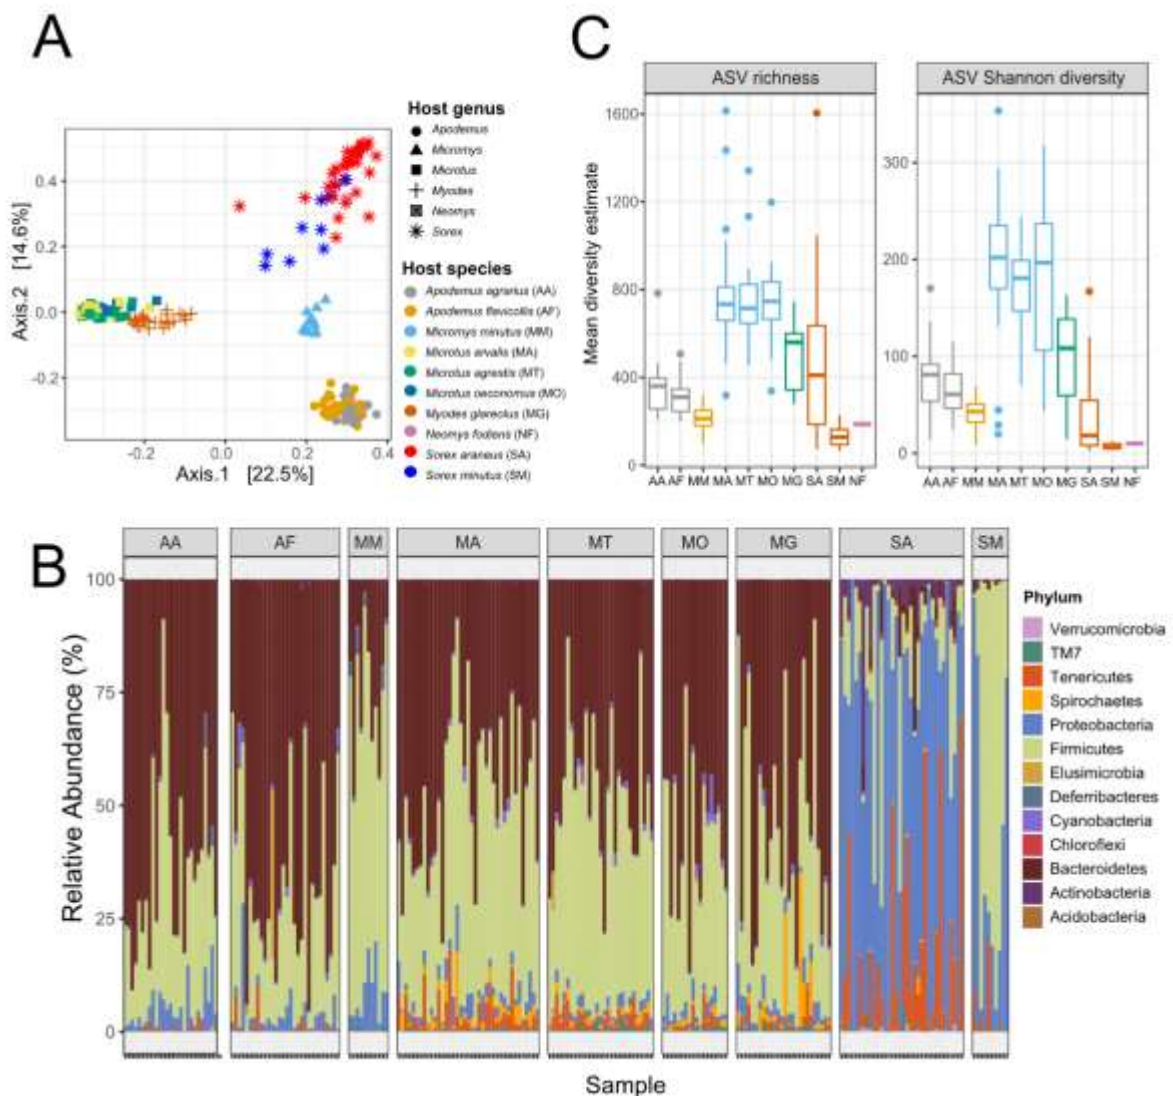 A
Host genus
Apodemus
Micromys
Microtus
Myodes
Neomys
Sorex
Host species
Apodemus agrarius (AA)
Apodemus flavicollis (AF)
Micromys minutus (MM)
Microtus arvalis (MA)
Microtus agrestis (MT)
Microtus oeconomus (MO)
Myodes glareolus (MG)
Neomys fodiens (NF)
Sorex araneus (SA)
Sorex minutus (SM)
Axis.2 [14.6%]
0.4
0.2
0.0
-0.2
-0.2
0.0
0.2
0.4
Axis.1 [22.5%]
C
ASV richness
ASV Shannon diversity
Mean diversity estimate
1600
1200
800
400
0
300
200
100
0
AA AF MM MA MT MO MG SA SM NF
AA AF MM MA MT MO MG SA SM NF
B
AA AF MM MA MT MO MG SA SM
Relative Abundance (%)
100
75
50
25
0
Sample
Phylum
Verrucomicrobia
TM7
Tenericutes
Spirochaetes
Proteobacteria
Firmicutes
Elusimicrobia
Deferribacteres
Cyanobacteria
Chloroflexi
Bacteroidetes
Actinobacteria
Acidobacteria